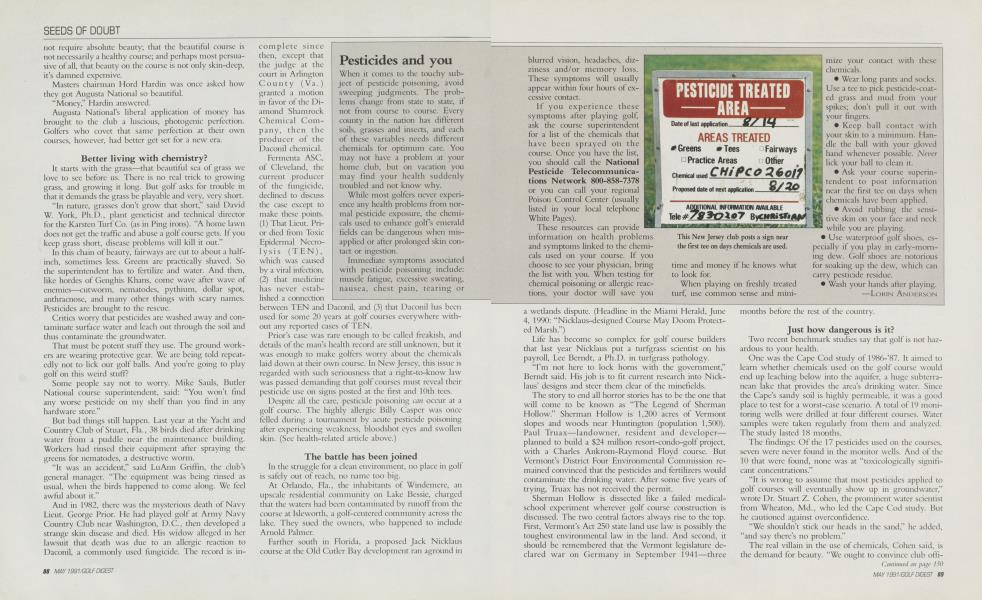 SEEDS OF DOUBT
not require absolute beauty; that the beautiful course is
not necessarily a healthy course; and perhaps most persua-
sive of all, that beauty on the course is not only skin-deep,
it's damned expensive.
Masters chairman Hord Hardin was once asked how
they got Augusta National so beautiful.
"Money," Hardin answered.
Augusta National's liberal application of money has
brought to the club a luscious, photogenic perfection.
Golfers who covet that same perfection at their own
courses, however, had better get set for a new era.
Better living with chemistry?
It starts with the grass—that beautiful sea of grass we
love to see before us. There is no real trick to growing
grass, and growing it long. But golf asks for trouble in
that it demands the grass be playable and very, very short.
"In nature, grasses don't grow that short," said David
W. York, Ph.D., plant geneticist and technical director
for the Karsten Turf Co. (as in Ping irons). "A home lawn
does not get the traffic and abuse a golf course gets. If you
keep grass short, disease problems will kill it out."
In this chain of beauty, fairways are cut to about a half-
inch, sometimes less. Greens are practically shaved. So
the superintendent has to fertilize and water. And then,
like hordes of Genghis Khans, come wave after wave of
enemies—cutworms, nematodes, pythium, dollar spot,
anthracnose, and many other things with scary names.
Pesticides are brought to the rescue.
Critics worry that pesticides are washed away and con-
taminate surface water and leach out through the soil and
thus contaminate groundwater.
That must be potent stuff they use. The ground work-
ers are wearing protective gear. We are being told repeat-
edly not to lick our golf balls. And you're going to play
golf on this weird stuff?
Some people say not to worry. Mike Sauls, Butler
National course superintendent, said: "You won't find
any worse pesticide on my shelf than you find in any
hardware store."
But bad things still happen. Last year at the Yacht and
Country Club of Stuart, Fla., 38 birds died after drinking
water from a puddle near the maintenance building.
Workers had rinsed their equipment after spraying the
greens for nematodes, a destructive worm.
"It was an accident," said LuAnn Griffin, the club's
general manager. "The equipment was being rinsed as
usual, when the birds happened to come along. We feel
awful about it."
And in 1982, there was the mysterious death of Navy
Lieut. George Prior. He had played golf at Army Navy
Country Club near Washington, D.C., then developed a
strange skin disease and died. His widow alleged in her
lawsuit that death was due to an allergic reaction to
Daconil, a commonly used fungicide. The record is in-
complete since
then, except that
the judge at the
court in Arlington
County (Va.)
granted a motion
in favor of the Di-
amond Shamrock
Chemical Com-
pany, then the
producer of the
Daconil chemical.
Fermenta ASC,
of Cleveland, the
current producer
of the fungicide,
declined to discuss
the case except to
make these points.
(1) That Lieut. Pri-
or died from Toxic
Epidermal Necro-
lysis (TEN),
which was caused
by a viral infection,
(2) that medicine
has never estab-
lished a connection
between TEN and Daconil, and (3) that Daconil has been
used for some 20 years at golf courses everywhere with-
out any reported cases of TEN.
Prior's case was rare enough to be called freakish, and
details of the man's health record are still unknown, but it
was enough to make golfers worry about the chemicals
laid down at their own course. In New Jersey, this issue is
regarded with such seriousness that a right-to-know law
was passed demanding that golf courses must reveal their
pesticide use on signs posted at the first and 10th tees.
Despite all the care, pesticide poisoning can occur at a
golf course. The highly allergic Billy Casper was once
felled during a tournament by acute pesticide poisoning
after experiencing weakness, bloodshot eyes and swollen
skin. (See health-related article above.)
The battle has been joined
In the struggle for a clean environment, no place in golf
is safely out of reach, no name too big.
At Orlando, Fla., the inhabitants of Windemere, an
upscale residential community on Lake Bessie, charged
that the waters had been contaminated by runoff from the
course at Isleworth, a golf-centered community across the
lake. They sued the owners, who happened to include
Arnold Palmer.
Farther south in Florida, a proposed Jack Nicklaus
course at the Old Cutler Bay development ran aground in
Pesticides and you
When it comes to the touchy sub-
ject of pesticide poisoning, avoid
sweeping judgments. The prob-
lems change from state to state, if
not from course to course. Every
county in the nation has different
soils, grasses and insects, and each
of these variables needs different
chemicals for optimum care. You
may not have a problem at your
home club, but on vacation you
may find your health suddenly
troubled and not know why.
While most golfers never experi-
ence any health problems from nor-
mal pesticide exposure, the chemi-
cals used to enhance golf's emerald
fields can be dangerous when mis-
applied or after prolonged skin con-
tact or ingestion.
Immediate symptoms associated
with pesticide poisoning include:
muscle fatigue, excessive sweating,
nausea, chest pain, tearing or
88 MAY 1991/GOLF DIGEST
blurred vision, headaches, diz-
ziness and/or memory loss.
These symptoms will usually
appear within four hours of ex-
cessive contact.
If you experience these
symptoms after playing golf,
ask the course superintendent
for a list of the chemicals that
have been sprayed on the
course. Once you have the list,
you should call the National
Pesticide Telecommunica-
tions Network 800-858-7378
or you can call your regional
Poison Control Center (usually
listed in your local telephone
White Pages).
These resources can provide
information on health problems
and symptoms linked to the chemi-
cals used on your course. If you
choose to see your physician, bring
the list with you. When testing for
chemical poisoning or allergic reac-
tions, your doctor will save you
PESTICIDE TREATED
AREA
Date of last application 8/14
AREAS TREATED
Greens Tees Fairways
Practice Areas Other
Chemical used CHIPCO 26019
Proposed date of next application 8/20
ADDITIONAL INFORMATION AVAILABLE
Tele # 7830207 By CHRISTIAN
This New Jersey club posts a sign near
the first tee on days chemicals are used.
time and money if he knows what
to look for.
When playing on freshly treated
turf, use common sense and mini-
mize your contact with these
chemicals.
● Wear long pants and socks.
Use a tee to pick pesticide-coat-
ed grass and mud from your
spikes; don't pull it out with
your fingers.
● Keep ball contact with
your skin to a minimum. Han-
dle the ball with your gloved
hand whenever possible. Never
lick your ball to clean it.
● Ask your course superin-
tendent to post information
near the first tee on days when
chemicals have been applied.
● Avoid rubbing the sensi-
tive skin on your face and neck
while you are playing.
● Use waterproof golf shoes, es-
pecially if you play in early-morn-
ing dew. Golf shoes are notorious
for soaking up the dew, which can
carry pesticide residue.
● Wash your hands after playing.
—LORIN ANDERSON
a wetlands dispute. (Headline in the Miami Herald, June
4, 1990: "Nicklaus-designed Course May Doom Protect-
ed Marsh.")
Life has become so complex for golf course builders
that last year Nicklaus put a turfgrass scientist on his
payroll, Lee Berndt, a Ph.D. in turfgrass pathology.
"I'm not here to lock horns with the government,"
Berndt said. His job is to fit current research into Nick-
laus' designs and steer them clear of the minefields.
The story to end all horror stories has to be the one that
will come to be known as "The Legend of Sherman
Hollow." Sherman Hollow is 1,200 acres of Vermont
slopes and woods near Huntington (population 1,500).
Paul Truax—landowner, resident and developer—
planned to build a $24 million resort-condo-golf project,
with a Charles Ankrom-Raymond Floyd course. But
Vermont's District Four Environmental Commission re-
mained convinced that the pesticides and fertilizers would
contaminate the drinking water. After some five years of
trying, Truax has not received the permit.
Sherman Hollow is dissected like a failed medical-
school experiment wherever golf course construction is
discussed. The two central factors always rise to the top.
First, Vermont's Act 250 state land use law is possibly the
toughest environmental law in the land. And second, it
should be remembered that the Vermont legislature de-
clared war on Germany in September 1941—three
months before the rest of the country.
Just how dangerous is it?
Two recent benchmark studies say that golf is not haz-
ardous to your health.
One was the Cape Cod study of 1986-'87. It aimed to
learn whether chemicals used on the golf course would
end up leaching below into the aquifer, a huge subterra-
nean lake that provides the area's drinking water. Since
the Cape's sandy soil is highly permeable, it was a good
place to test for a worst-case scenario. A total of 19 moni-
toring wells were drilled at four different courses. Water
samples were taken regularly from them and analyzed.
The study lasted 18 months.
The findings: Of the 17 pesticides used on the courses,
seven were never found in the monitor wells. And of the
10 that were found, none was at "toxicologically signifi-
cant concentrations."
"It is wrong to assume that most pesticides applied to
golf courses will eventually show up in groundwater,"
wrote Dr. Stuart Z. Cohen, the prominent water scientist
from Wheaton, Md., who led the Cape Cod study. But
he cautioned against overconfidence.
"We shouldn't stick our heads in the sand," he added,
"and say there's no problem."
The real villain in the use of chemicals, Cohen said, is
the demand for beauty. "We ought to convince club offi-
Continued on page 150
MAY 1991/GOLF DIGEST 89